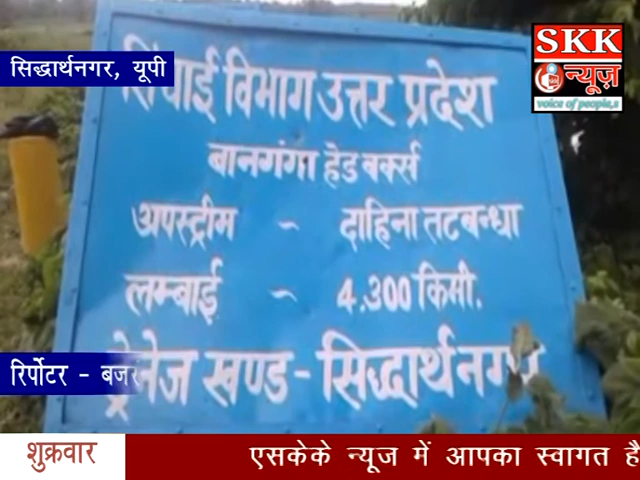 सिद्धार्थनगर, यूपी
SKK
न्यूज़
voice of people,s
सिंचाई विभाग उत्तर प्रदेश
बानगंगा हेड वर्क्स
अपस्ट्रीम ~ दाहिना तटबन्धा
लम्बाई ~ 4.300 किमी.
ड्रेनेज खण्ड - सिद्धार्थनगर
रिर्पोटर -
शुक्रवार
एसकेके न्यूज में आपका स्वागत है